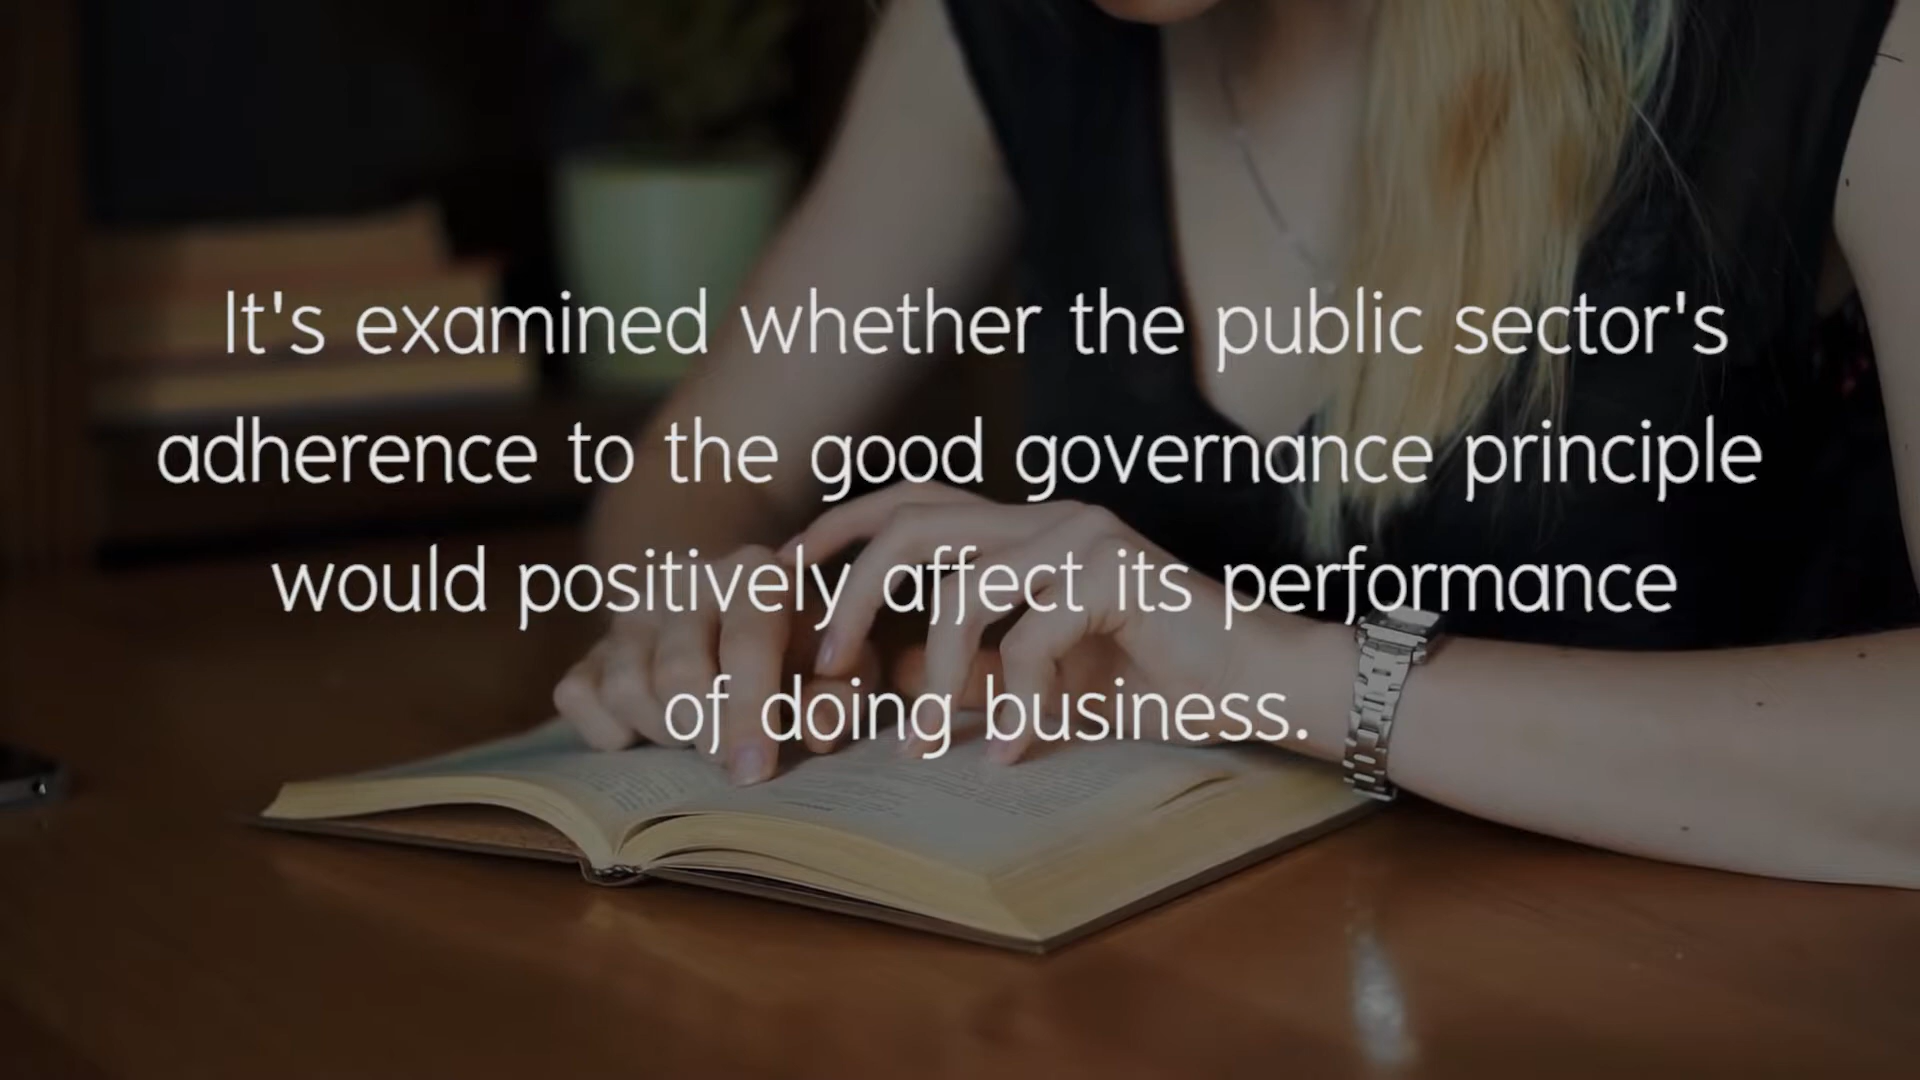 It's examined whether the public sector's
adherence to the good governance principle
would positively affect its performance
of doing business.